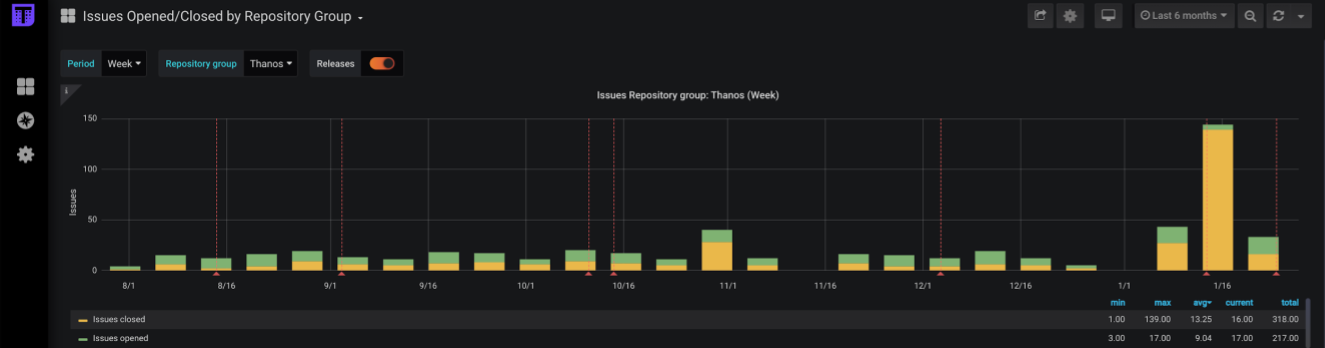 Issues Opened/Closed by Repository Group
Last 6 months
Period Week Repository group Thanos Releases
i
Issues Repository group: Thanos (Week)
150
100
50
0
Issues
8/1 8/16 9/1 9/16 10/1 10/16 11/1 11/16 12/1 12/16 1/1 1/16
min max avg current total
Issues closed 1.00 139.00 13.25 16.00 318.00
Issues opened 3.00 17.00 9.04 17.00 217.00